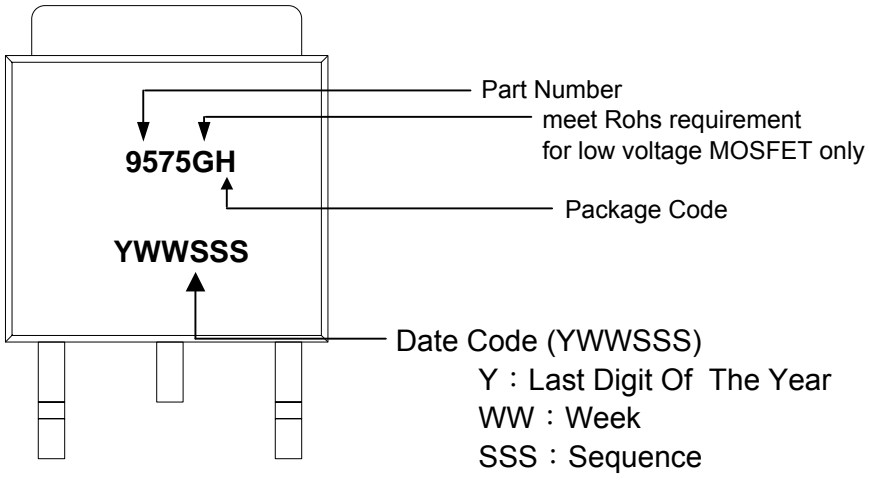 Part Number
meet Rohs requirement
for low voltage MOSFET only
9575GH
Package Code
YWWSSS
Date Code (YWWSSS)
Y：Last Digit Of The Year
WW：Week
SSS：Sequence